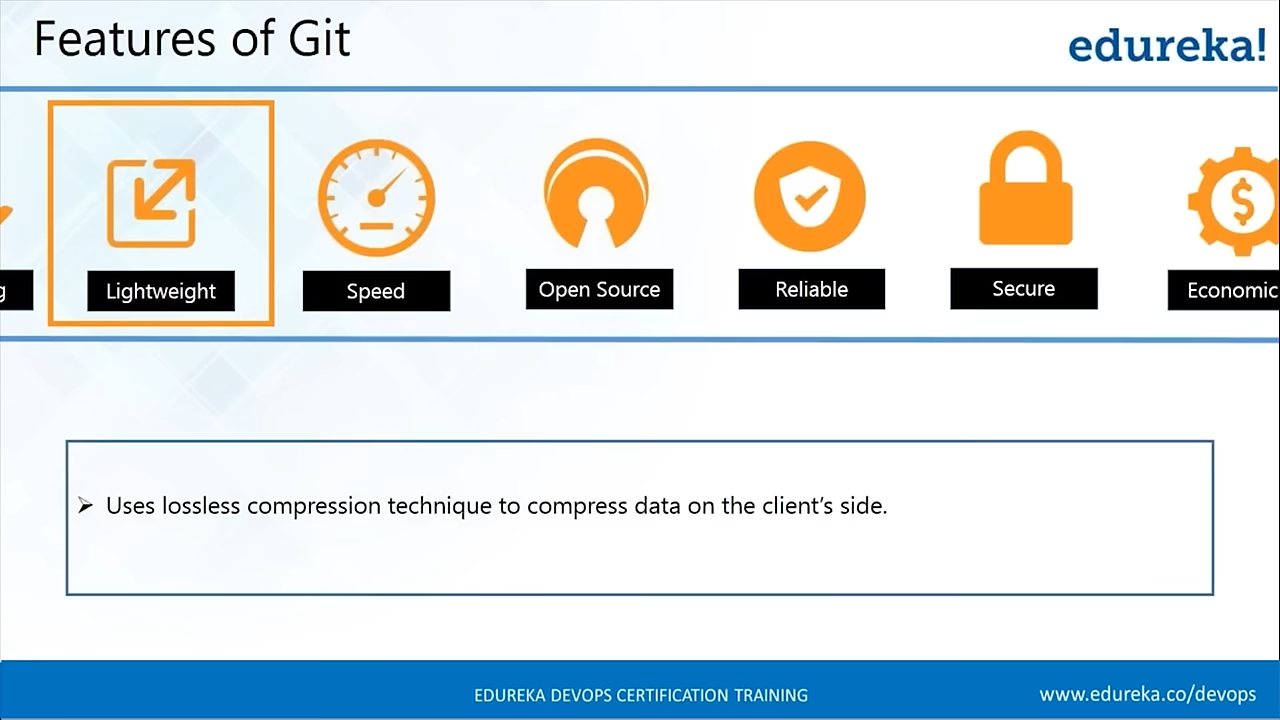 Features of Git
edureka!
g
Lightweight
Speed
Open Source
Reliable
Secure
Economic
Uses lossless compression technique to compress data on the client’s side.
EDUREKA DEVOPS CERTIFICATION TRAINING
www.edureka.co/devops